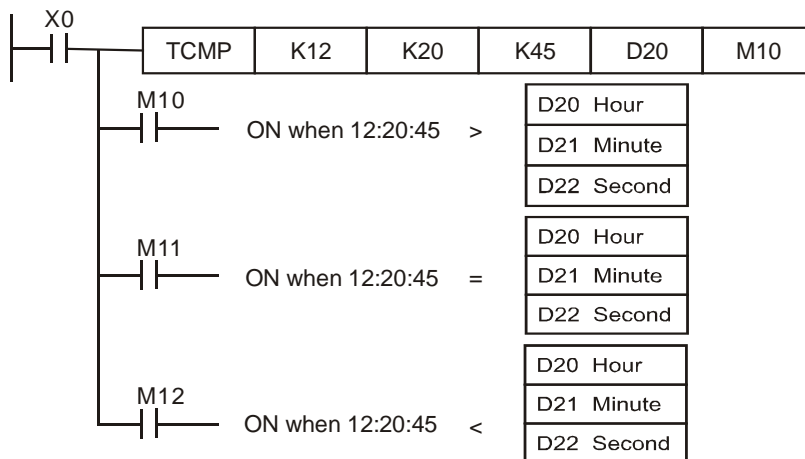 X0
TCMP K12 K20 K45 D20 M10
M10
ON when 12:20:45 >
D20 Hour
D21 Minute
D22 Second
M11
ON when 12:20:45 =
D20 Hour
D21 Minute
D22 Second
M12
ON when 12:20:45 <
D20 Hour
D21 Minute
D22 Second